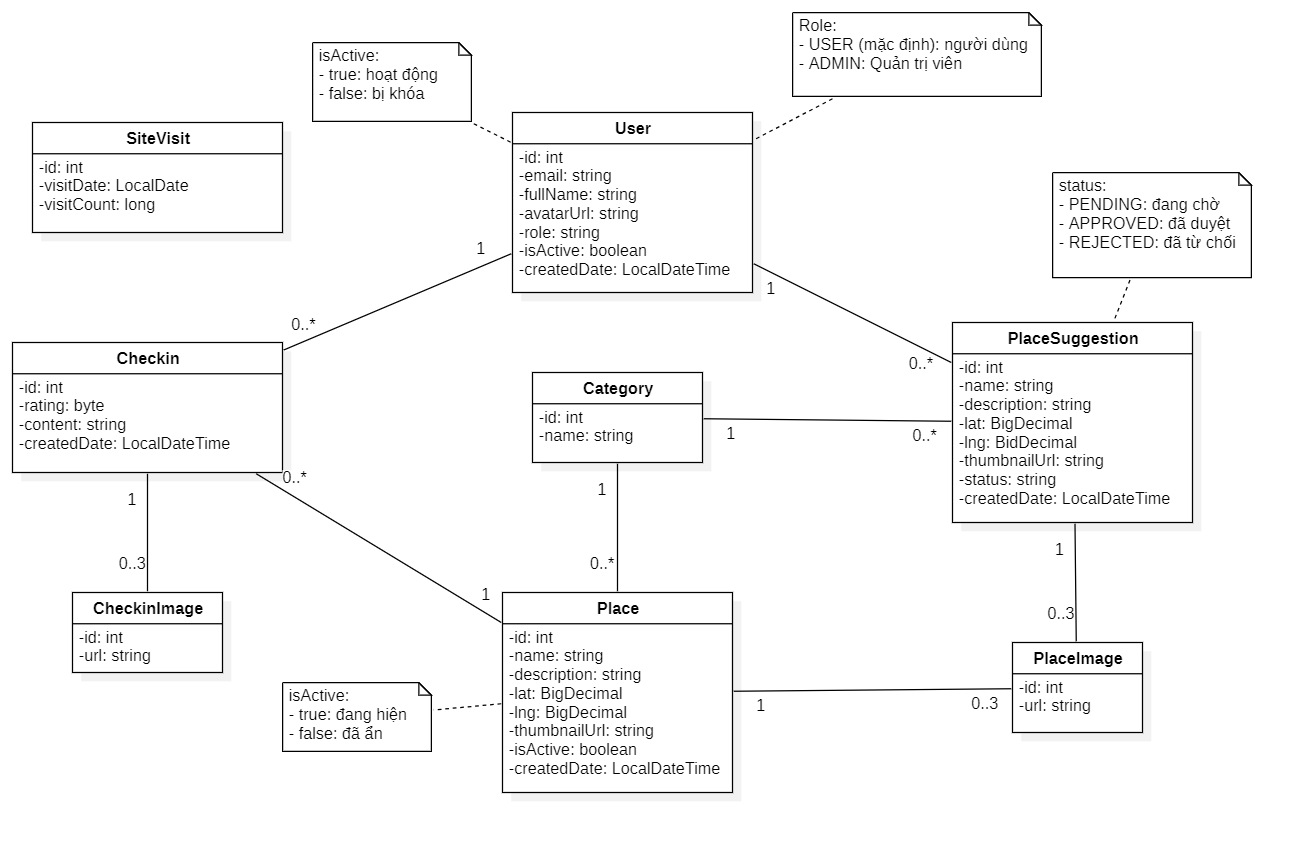 Role:
- USER (mặc định): người dùng
- ADMIN: Quản trị viên
isActive:
- true: hoạt động
- false: bị khóa
SiteVisit
-id: int
-visitDate: LocalDate
-visitCount: long
User
-id: int
-email: string
-fullName: string
-avatarUrl: string
-role: string
-isActive: boolean
-createdDate: LocalDateTime
status:
- PENDING: đang chờ
- APPROVED: đã duyệt
- REJECTED: đã từ chối
1
0..*
1
0..*
Checkin
-id: int
-rating: byte
-content: string
-createdDate: LocalDateTime
Category
-id: int
-name: string
PlaceSuggestion
-id: int
-name: string
-description: string
-lat: BigDecimal
-lng: BidDecimal
-thumbnailUrl: string
-status: string
-createdDate: LocalDateTime
1
0..*
0..*
1
1
0..3
1
0..*
1
1
0..3
CheckinImage
-id: int
-url: string
Place
-id: int
-name: string
-description: string
-lat: BigDecimal
-lng: BigDecimal
-thumbnailUrl: string
-isActive: boolean
-createdDate: LocalDateTime
PlaceImage
-id: int
-url: string
isActive:
- true: đang hiện
- false: đã ẩn
1
0..3